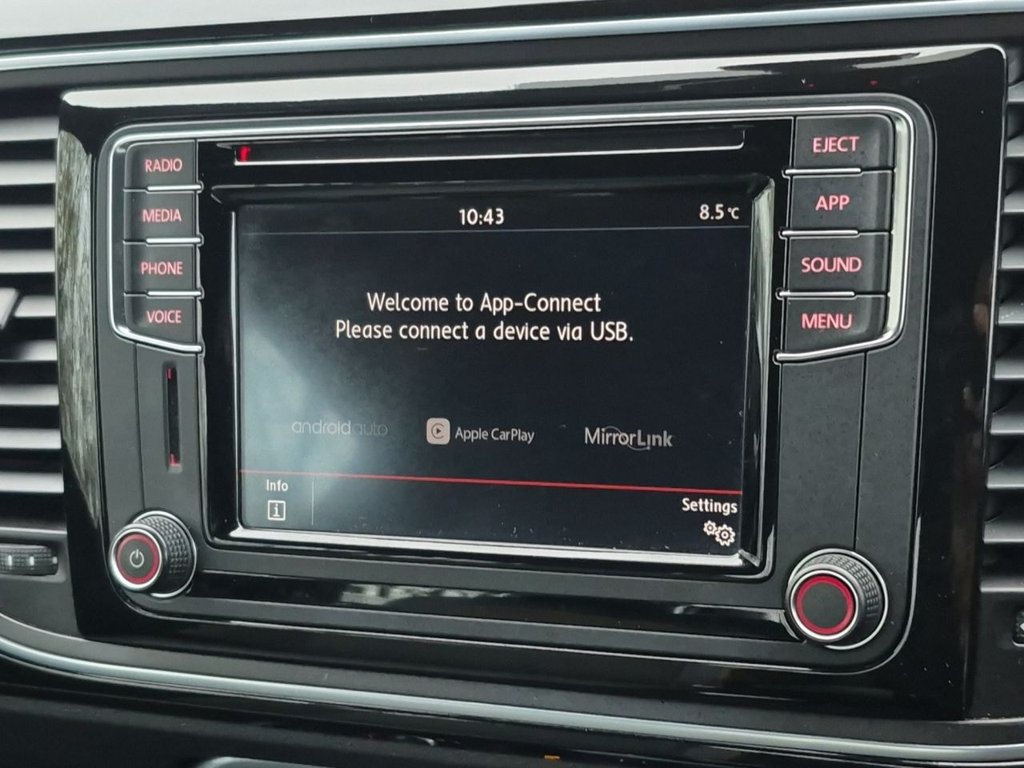 RADIO
MEDIA
PHONE
VOICE
EJECT
APP
SOUND
MENU
10:43
8.5°C
Welcome to App-Connect
Please connect a device via USB.
androidauto
Apple CarPlay
MirrorLink
Info
i
Settings